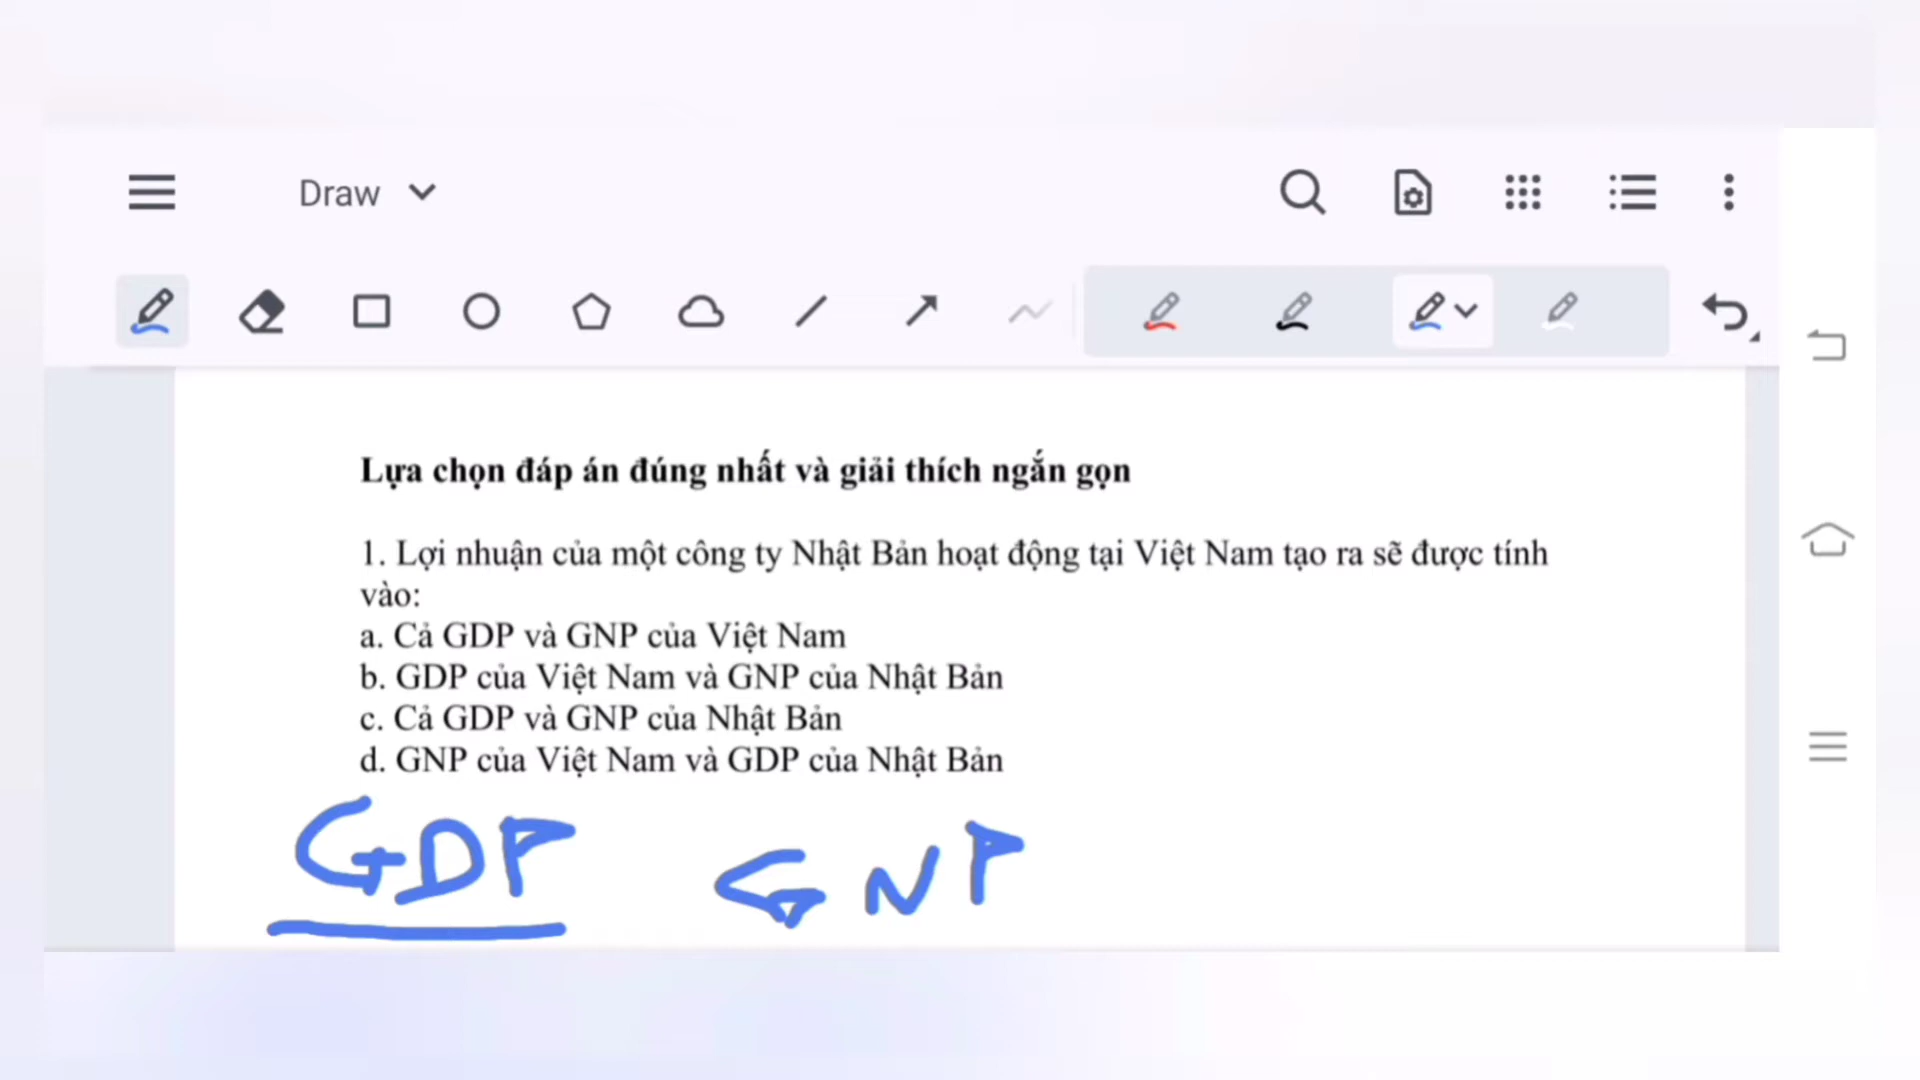 Draw
Lựa chọn đáp án đúng nhất và giải thích ngắn gọn
1. Lợi nhuận của một công ty Nhật Bản hoạt động tại Việt Nam tạo ra sẽ được tính
vào:
a. Cả GDP và GNP của Việt Nam
b. GDP của Việt Nam và GNP của Nhật Bản
c. Cả GDP và GNP của Nhật Bản
d. GNP của Việt Nam và GDP của Nhật Bản
GDP GNP